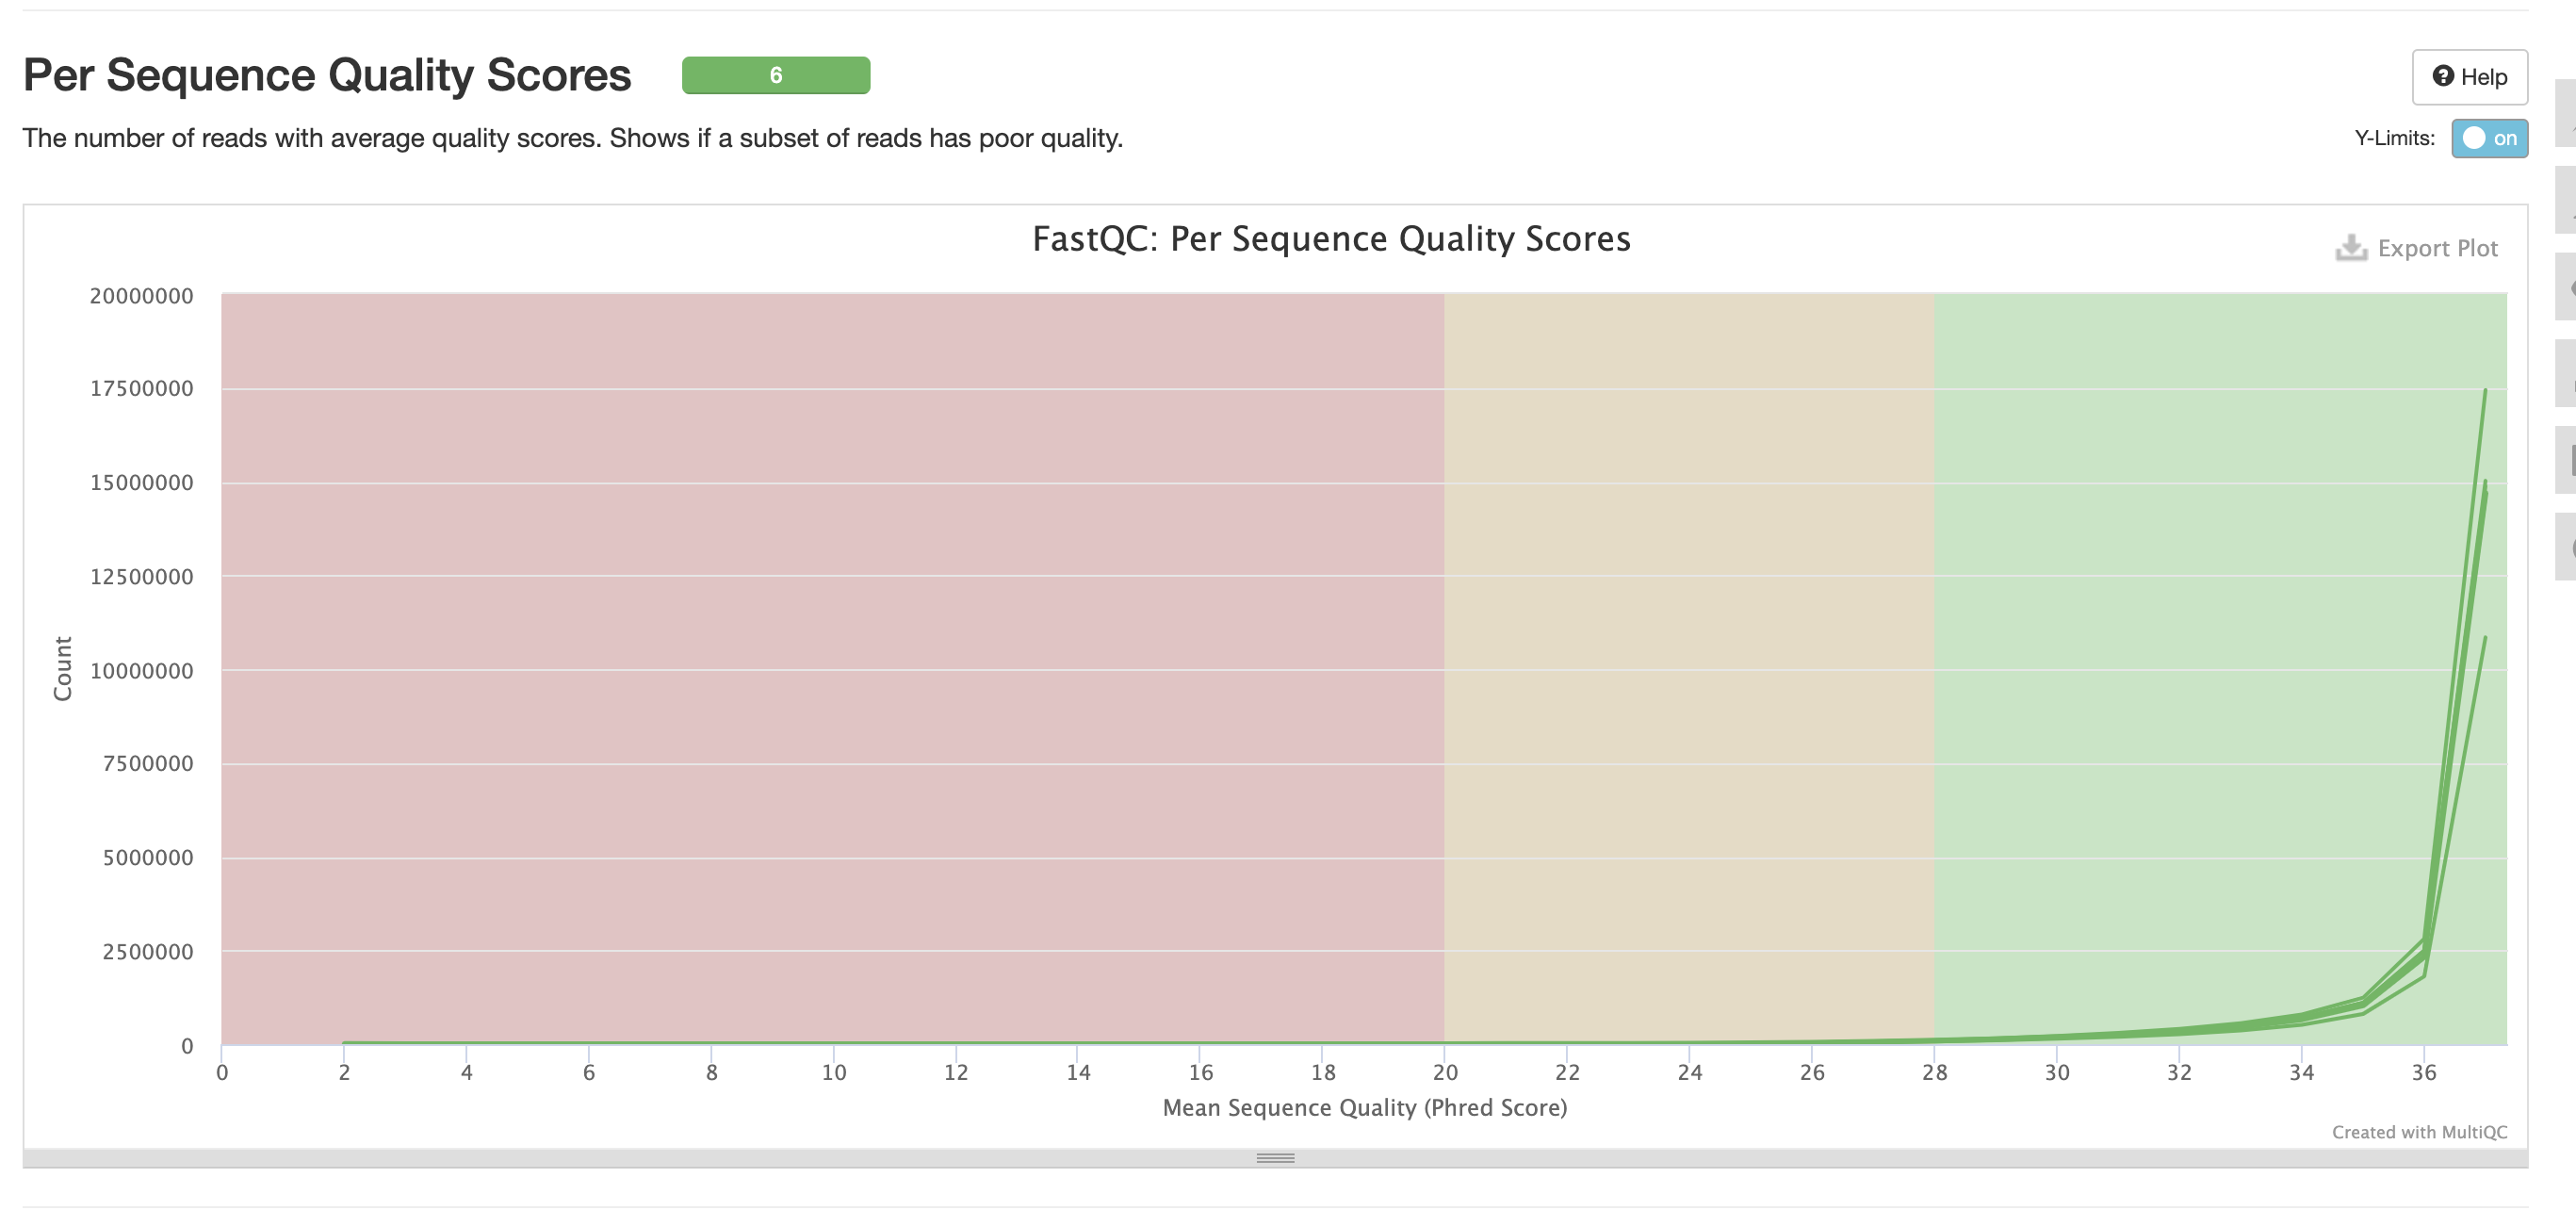 Per Sequence Quality Scores
6
Help
The number of reads with average quality scores. Shows if a subset of reads has poor quality.
Y-Limits: on
FastQC: Per Sequence Quality Scores
Export Plot
20000000
17500000
15000000
12500000
10000000
7500000
5000000
2500000
0
Count
0 2 4 6 8 10 12 14 16 18 20 22 24 26 28 30 32 34 36
Mean Sequence Quality (Phred Score)
Created with MultiQC